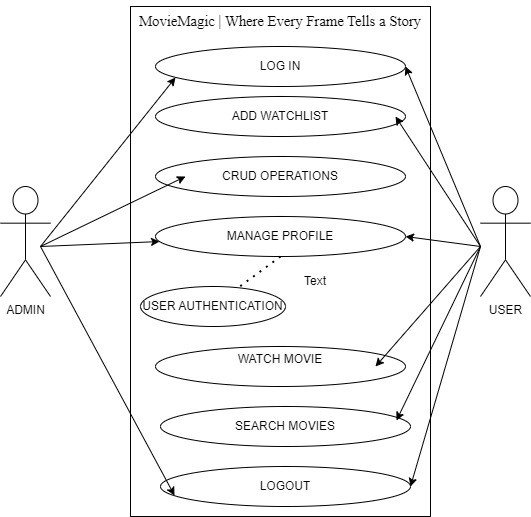 MovieMagic | Where Every Frame Tells a Story
LOG IN
ADD WATCHLIST
CRUD OPERATIONS
MANAGE PROFILE
Text
USER AUTHENTICATION
ADMIN
USER
WATCH MOVIE
SEARCH MOVIES
LOGOUT